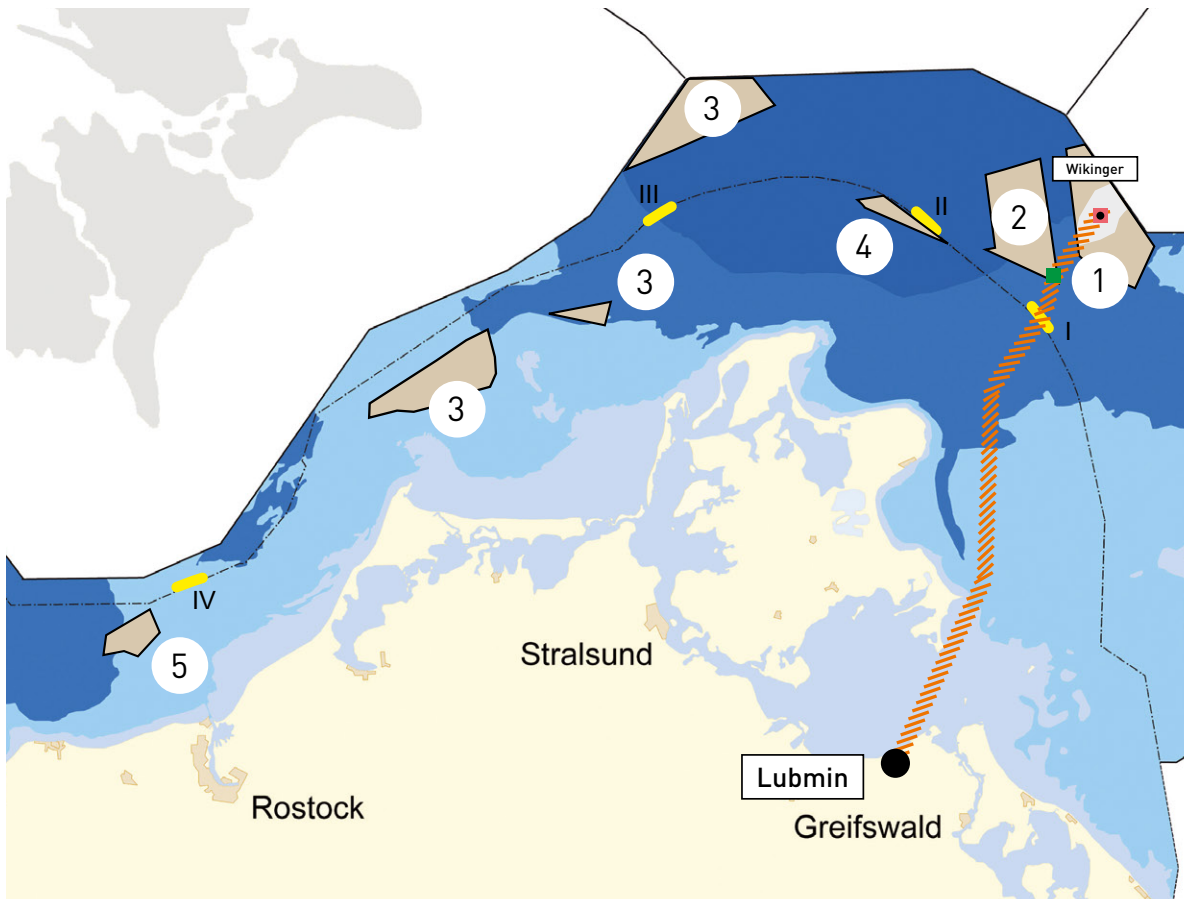 3
Wikinger
III
II
2
4
1
3
I
3
IV
5
Stralsund
Lubmin
Rostock
Greifswald